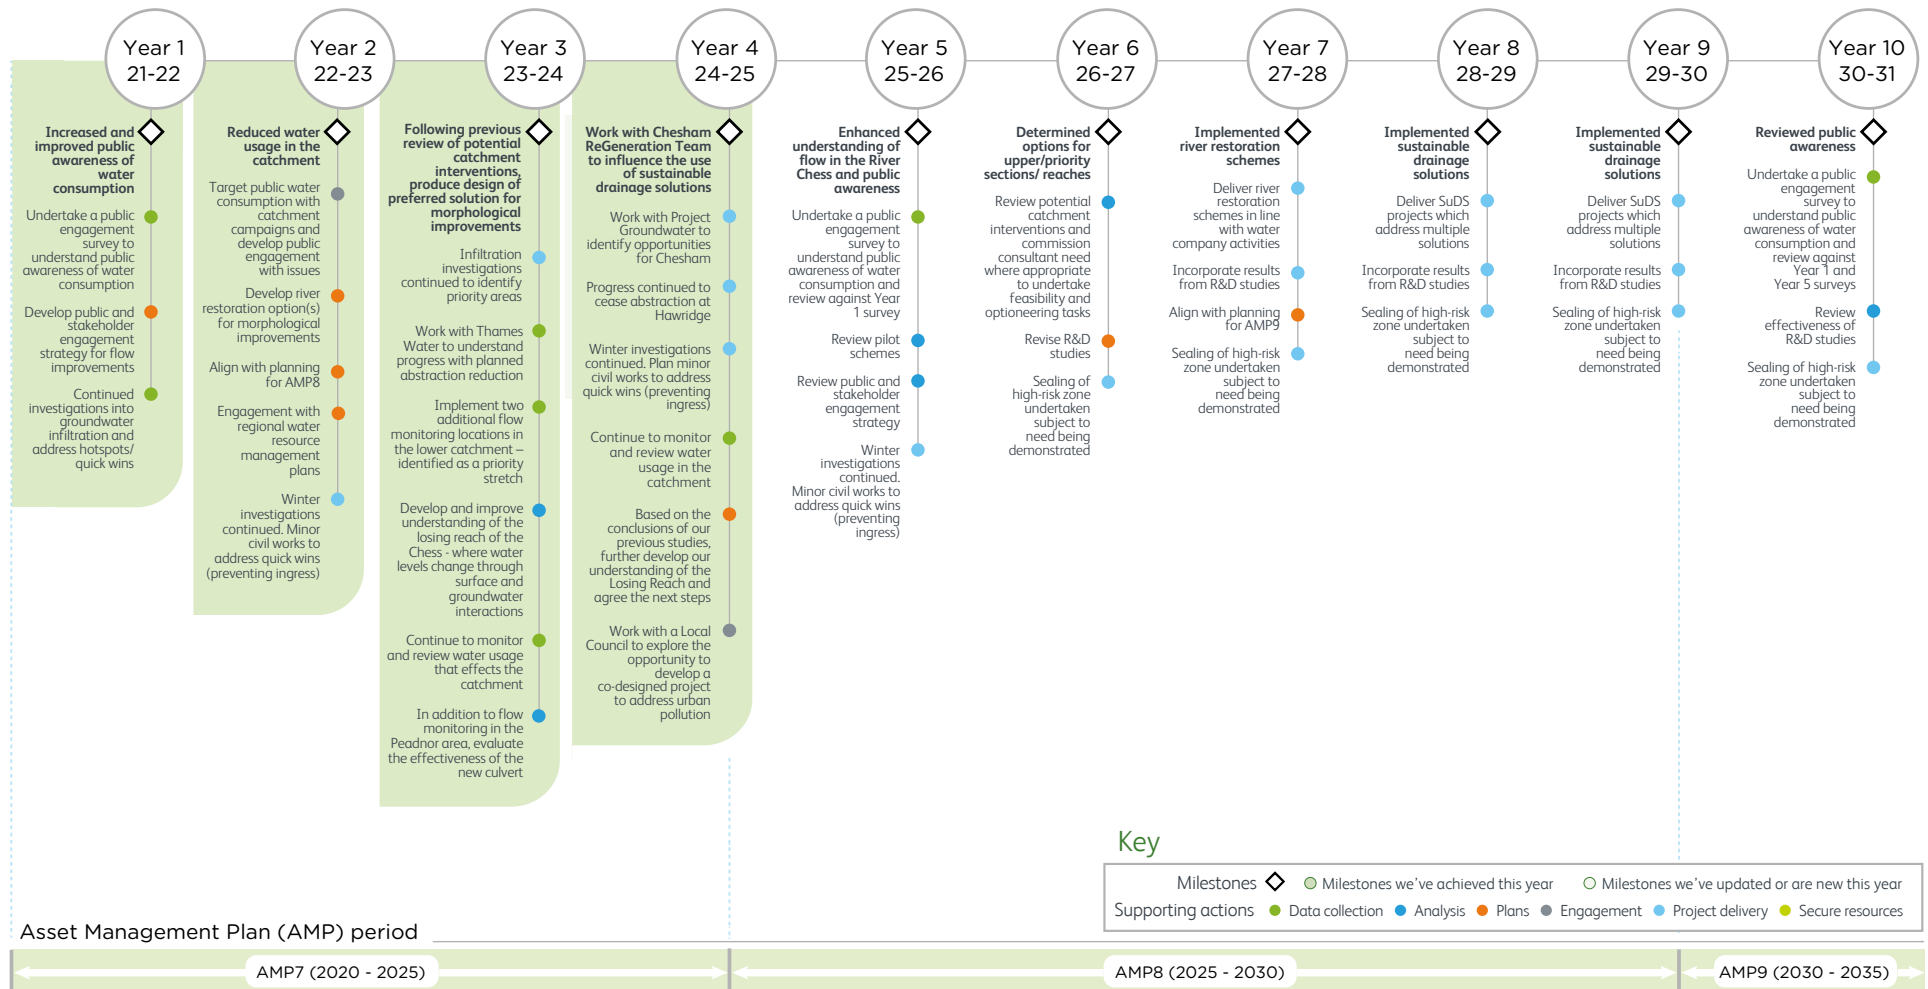 Year 1
21-22
Year 2
22-23
Year 3
23-24
Year 4
24-25
Year 5
25-26
Year 6
26-27
Year 7
27-28
Year 8
28-29
Year 9
29-30
Year 10
30-31
Increased and
improved public
awareness of
water
consumption
Undertake a public
engagement
survey to
understand public
awareness of water
consumption
Develop public and
stakeholder
engagement
strategy for flow
improvements
Continued
investigations into
groundwater
infiltration and
address hotspots/
quick wins
Reduced water
usage in the
catchment
Target public water
consumption with
catchment
campaigns and
develop public
engagement
with issues
Develop river
restoration option(s)
for morphological
improvements
Align with planning
for AMP8
Engagement with
regional water
resource
management
plans
Winter
investigations
continued. Minor
civil works to
address quick wins
(preventing ingress)
Following previous
review of potential
catchment
interventions,
produce design of
preferred solution for
morphological
improvements
Infiltration
investigations
continued to identify
priority areas
Work with Thames
Water to understand
progress with planned
abstraction reduction
Implement two
additional flow
monitoring locations in
the lower catchment –
identified as a priority
stretch
Develop and improve
understanding of the
losing reach of the
Chess - where water
levels change through
surface and
groundwater
interactions
Continue to monitor
and review water usage
that effects the
catchment
In addition to flow
monitoring in the
Peadnor area, evaluate
the effectiveness of the
new culvert
Work with Chesham
ReGeneration Team
to influence the use
of sustainable
drainage solutions
Work with Project
Groundwater to
identify opportunities
for Chesham
Progress continued to
cease abstraction at
Hawridge
Winter investigations
continued. Plan minor
civil works to address
quick wins (preventing
ingress)
Continue to monitor
and review water
usage in the
catchment
Based on the
conclusions of our
previous studies,
further develop our
understanding of the
Losing Reach and
agree the next steps
Work with a Local
Council to explore the
opportunity to
develop a
co-designed project
to address urban
pollution
Enhanced
understanding of
flow in the River
Chess and public
awareness
Undertake a public
engagement
survey to
understand public
awareness of water
consumption and
review against Year
1 survey
Review pilot
schemes
Review public and
stakeholder
engagement
strategy
Winter
investigations
continued.
Minor civil works to
address quick wins
(preventing
ingress)
Determined
options for
upper/priority
sections/ reaches
Review potential
catchment
interventions and
commission
consultant need
where appropriate
to undertake
feasibility and
optioneering tasks
Revise R&D
studies
Sealing of
high-risk zone
undertaken
subject to
need being
demonstrated
Implemented
river restoration
schemes
Deliver river
restoration
schemes in line
with water
company activities
Incorporate results
from R&D studies
Align with planning
for AMP9
Sealing of high-risk
zone undertaken
subject to
need being
demonstrated
Implemented
sustainable
drainage
solutions
Deliver SuDS
projects which
address multiple
solutions
Incorporate results
from R&D studies
Sealing of high-risk
zone undertaken
subject to
need being
demonstrated
Implemented
sustainable
drainage
solutions
Deliver SuDS
projects which
address multiple
solutions
Incorporate results
from R&D studies
Sealing of high-risk
zone undertaken
subject to
need being
demonstrated
Reviewed public
awareness
Undertake a public
engagement
survey to
understand public
awareness of water
consumption and
review against
Year 1 and
Year 5 surveys
Review
effectiveness of
R&D studies
Sealing of high-risk
zone undertaken
subject to
need being
demonstrated
Key
Milestones Milestones we've achieved this year Milestones we've updated or are new this year
Supporting actions Data collection Analysis Plans Engagement Project delivery Secure resources
Asset Management Plan (AMP) period
AMP7 (2020 - 2025)
AMP8 (2025 - 2030)
AMP9 (2030 - 2035)